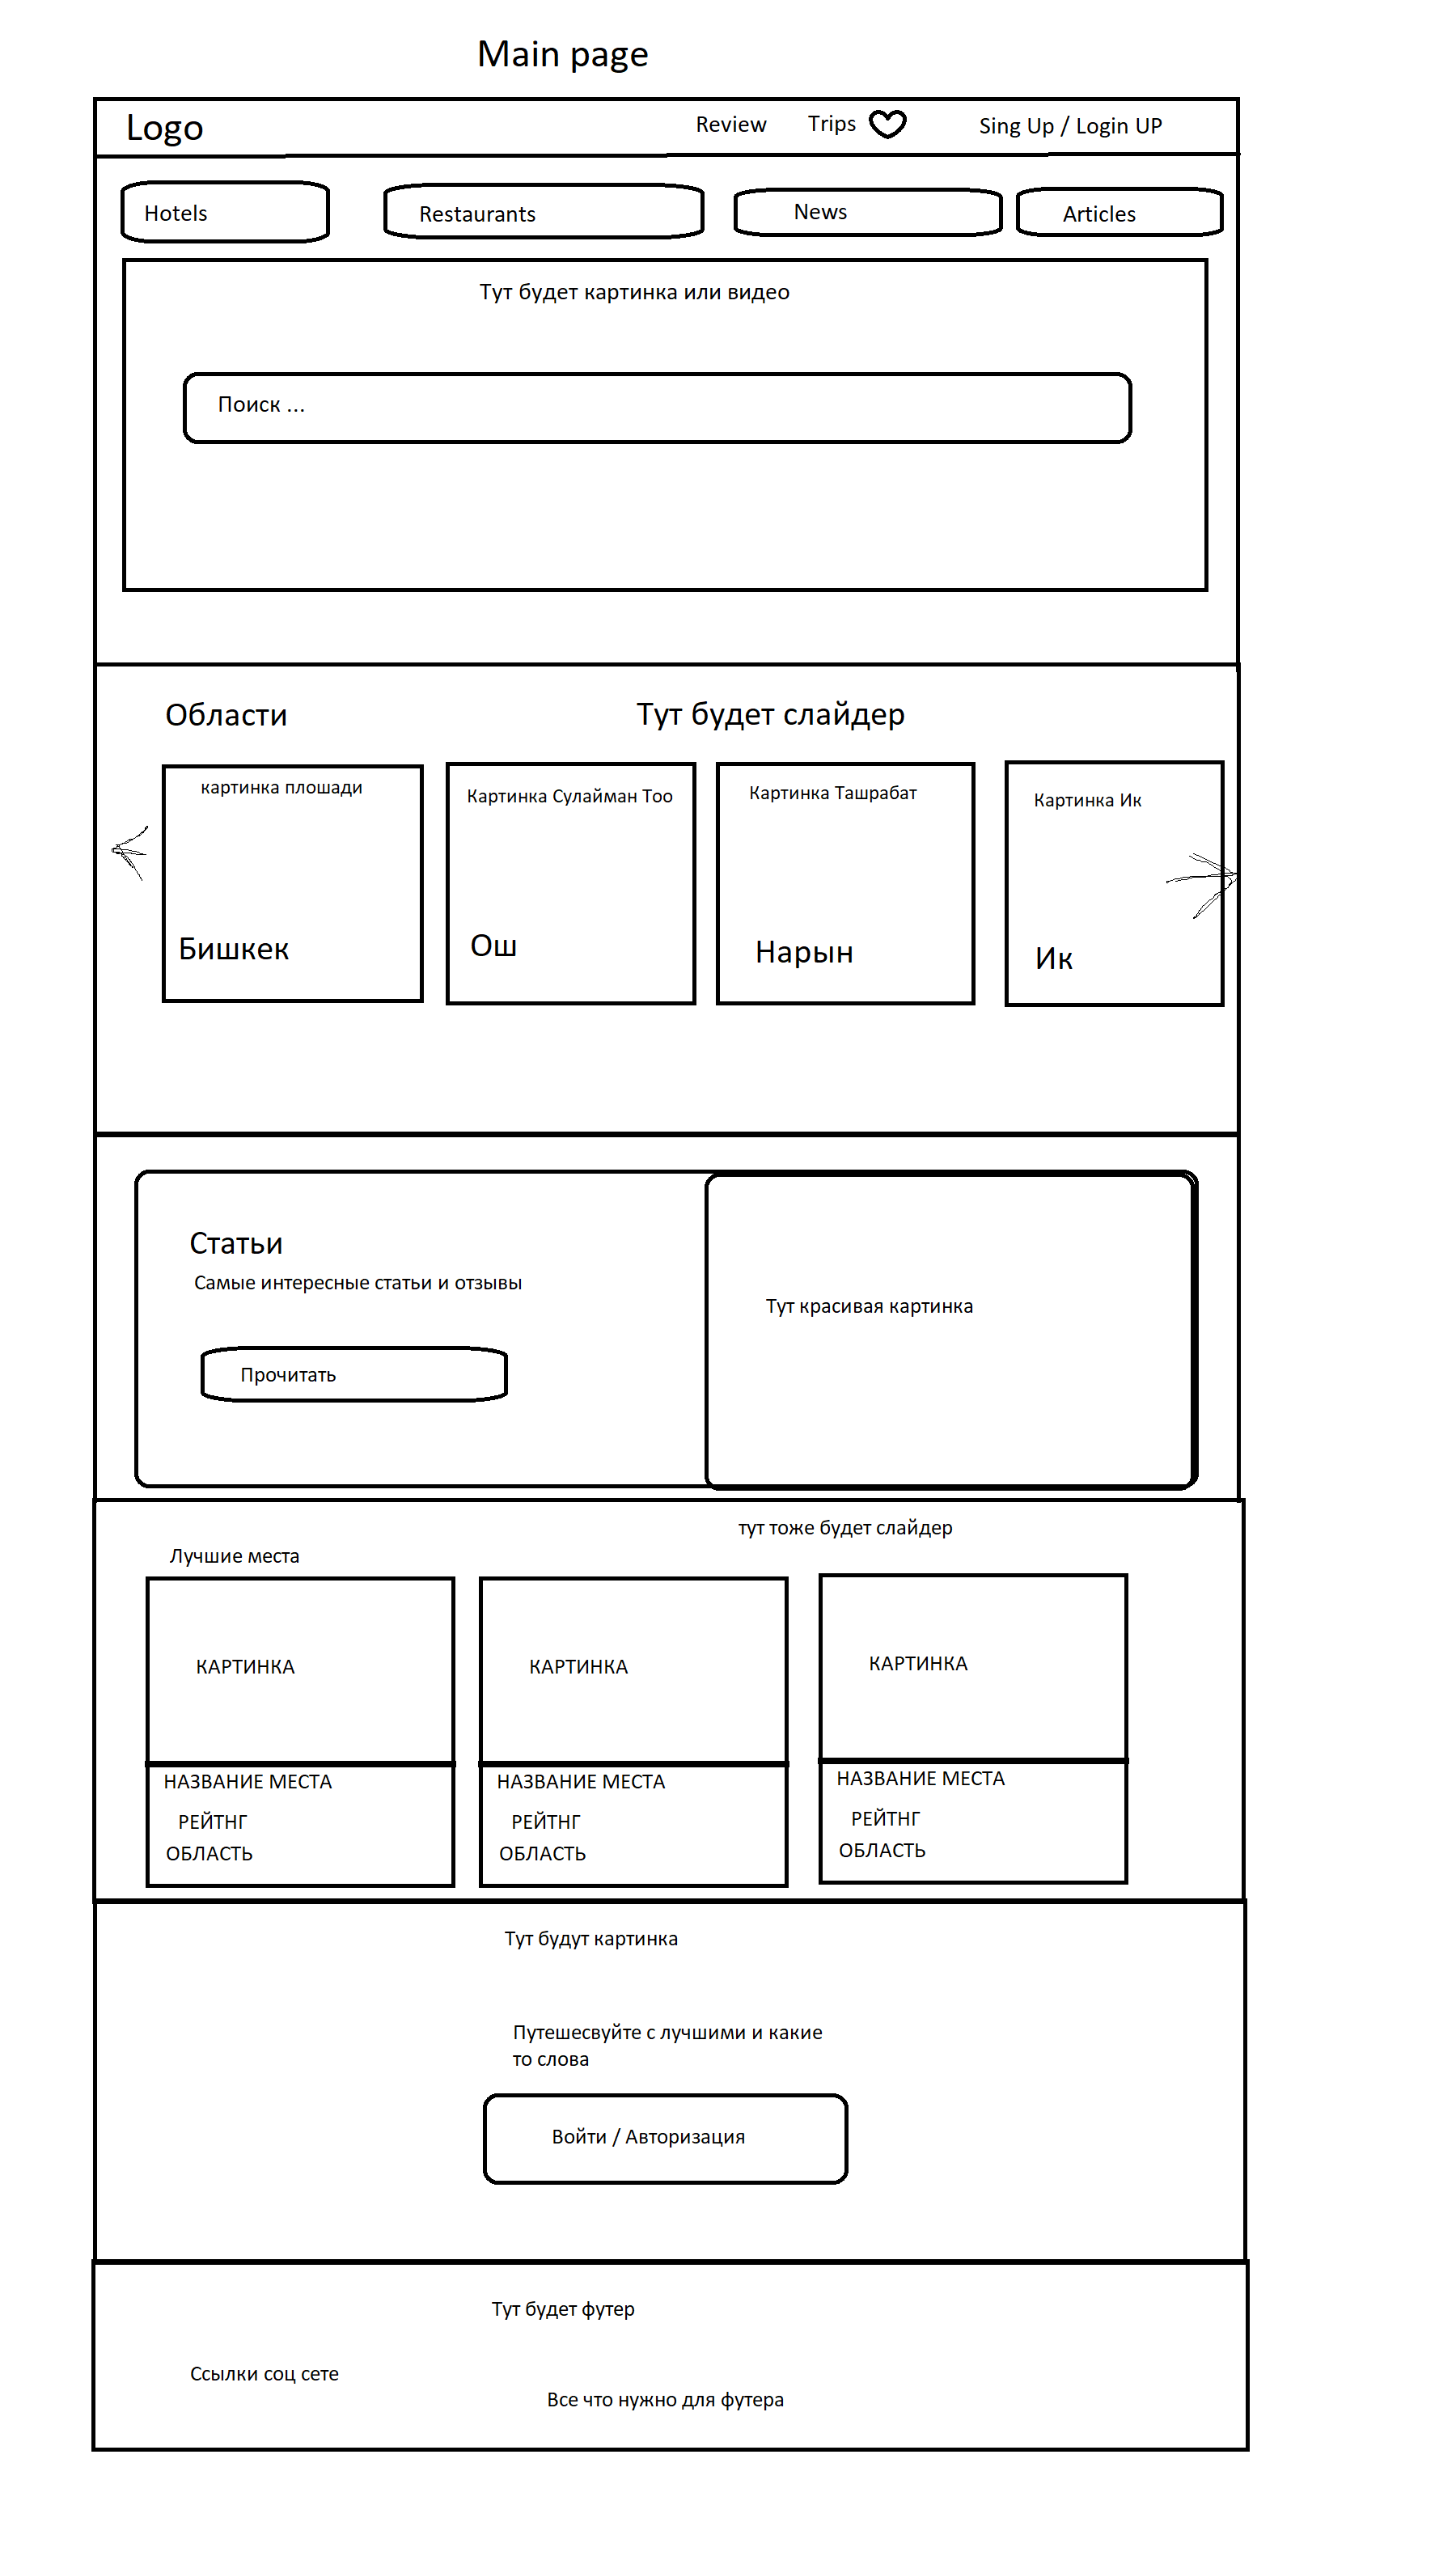 Main page
Logo
Review
Trips
Sing Up / Login UP
Hotels
Restaurants
News
Articles
Тут будет картинка или видео
Поиск ...
Области
Тут будет слайдер
картинка плошади
Картинка Сулайман Тоо
Картинка Ташрабат
Картинка Ик
Бишкек
Ош
Нарын
Ик
Статьи
Самые интересные статьи и отзывы
Прочитать
Тут красивая картинка
тут тоже будет слайдер
Лучшие места
КАРТИНКА
КАРТИНКА
КАРТИНКА
НАЗВАНИЕ МЕСТА
РЕЙТНГ
ОБЛАСТЬ
НАЗВАНИЕ МЕСТА
РЕЙТНГ
ОБЛАСТЬ
НАЗВАНИЕ МЕСТА
РЕЙТНГ
ОБЛАСТЬ
Тут будут картинка
Путешесвуйте с лучшими и какие
то слова
Войти / Авторизация
Тут будет футер
Ссылки соц сете
Все что нужно для футера